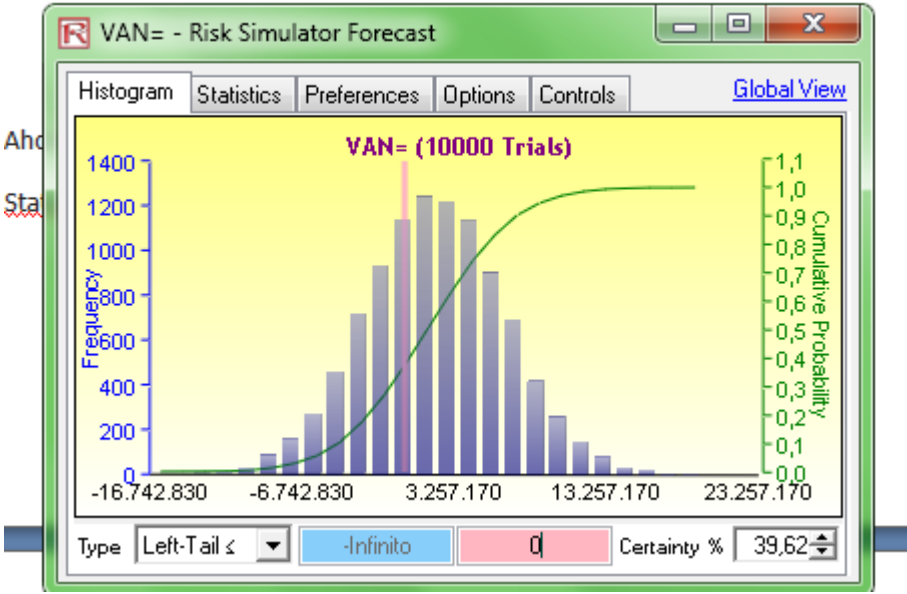 VAN= - Risk Simulator Forecast
Histogram Statistics Preferences Options Controls Global View
VAN= (10000 Trials)
1400
1200
1000
800
600
400
200
0
Frequency
1,1
1,0
0,9
0,8
0,7
0,6
0,5
0,4
0,3
0,2
0,1
0,0
Cumulative Probability
-16.742.830 -6.742.830 3.257.170 13.257.170 23.257.170
Type Left-Tail ≤ -Infinito 0 Certainty % 39,62